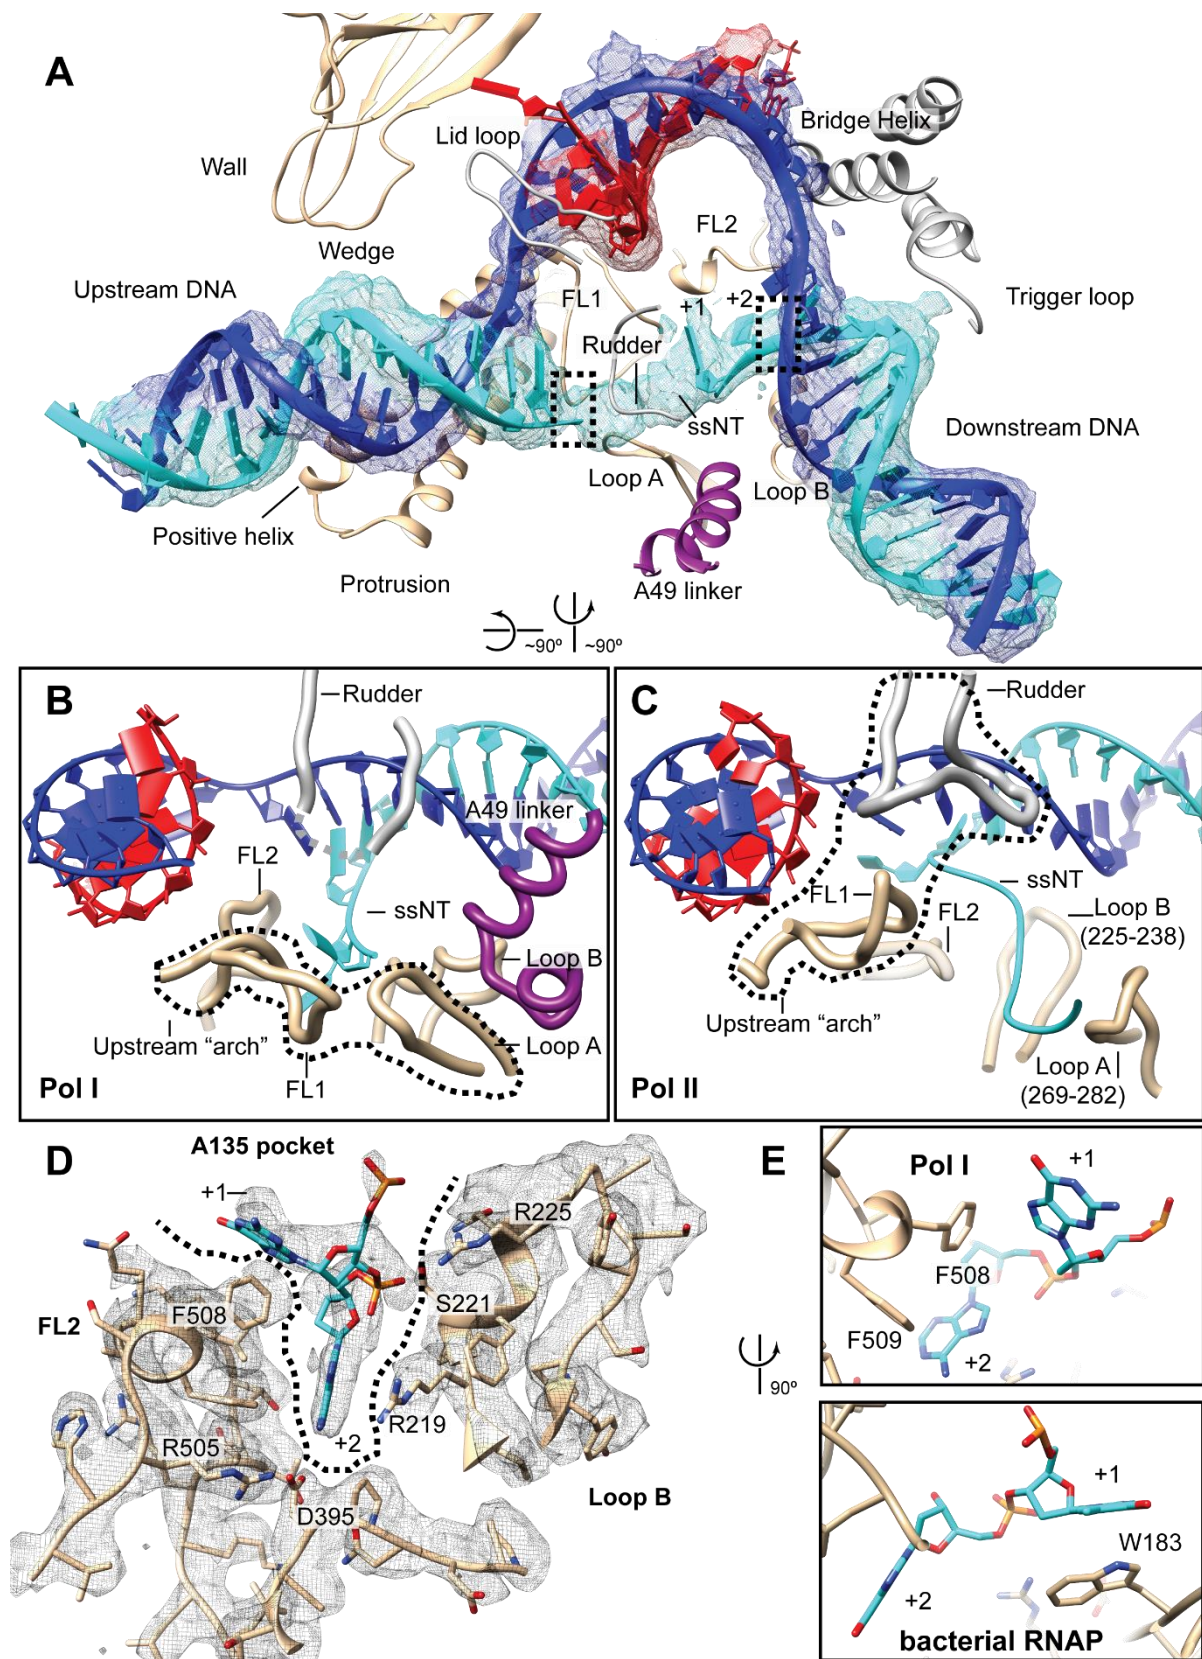 A
Lid loop
Bridge Helix
Wall
FL2
Wedge
Upstream DNA
FL1
+1
+2
Trigger loop
Rudder
ssNT
Downstream DNA
Loop A
Loop B
Positive helix
Protrusion
A49 linker
~90º
~90º
B
Rudder
A49 linker
FL2
ssNT
Loop B
Upstream “arch”
Loop A
FL1
Pol I
C
Rudder
ssNT
FL1
FL2
Loop B
(225-238)
Upstream “arch”
Loop A
(269-282)
Pol II
D
A135 pocket
+1
R225
F508
S221
FL2
R219
+2
R505
D395
Loop B
E
Pol I
+1
F508
F509
+2
90º
+1
W183
+2
bacterial RNAP